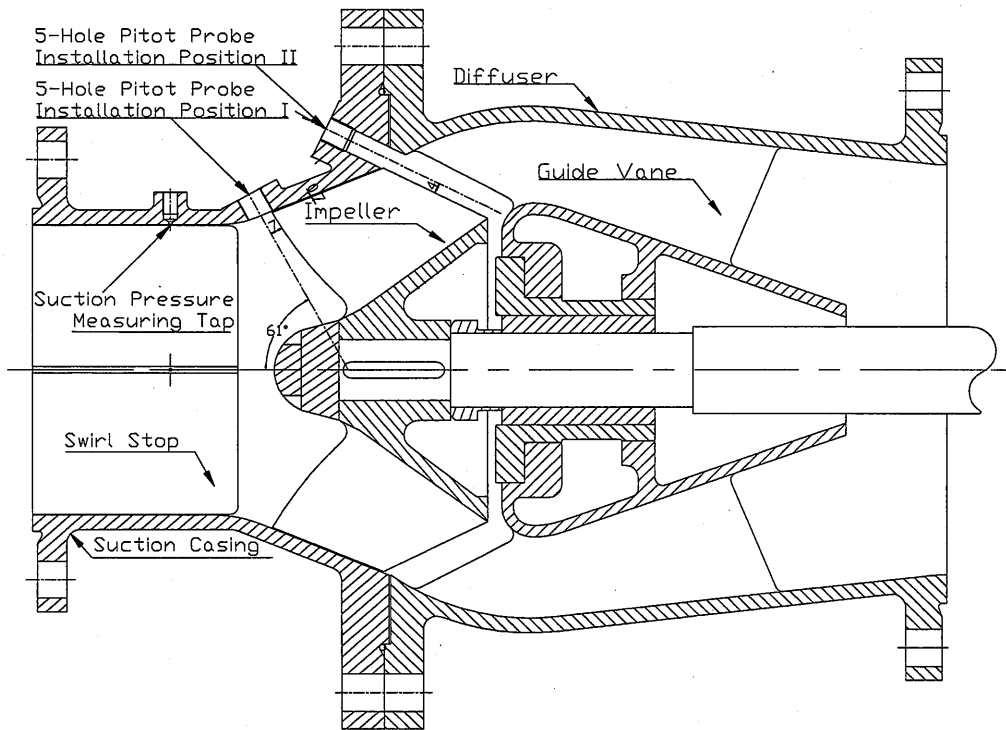 5-Hole Pitot Probe
Installation Position II
5-Hole Pitot Probe
Installation Position I
Diffuser
Guide Vane
Impeller
Suction Pressure
Measuring Tap
61°
Swirl Stop
Suction Casing